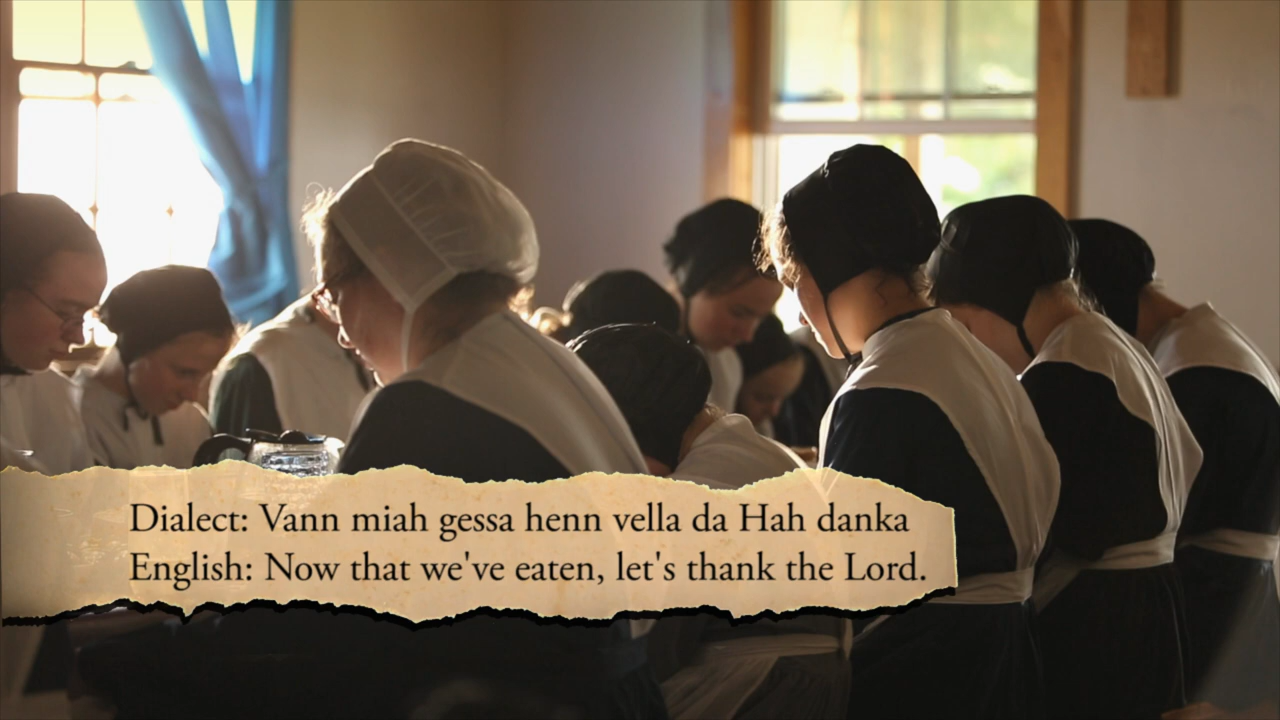 Dialect: Vann miah gessa henn vella da Hah danka
English: Now that we've eaten, let's thank the Lord.